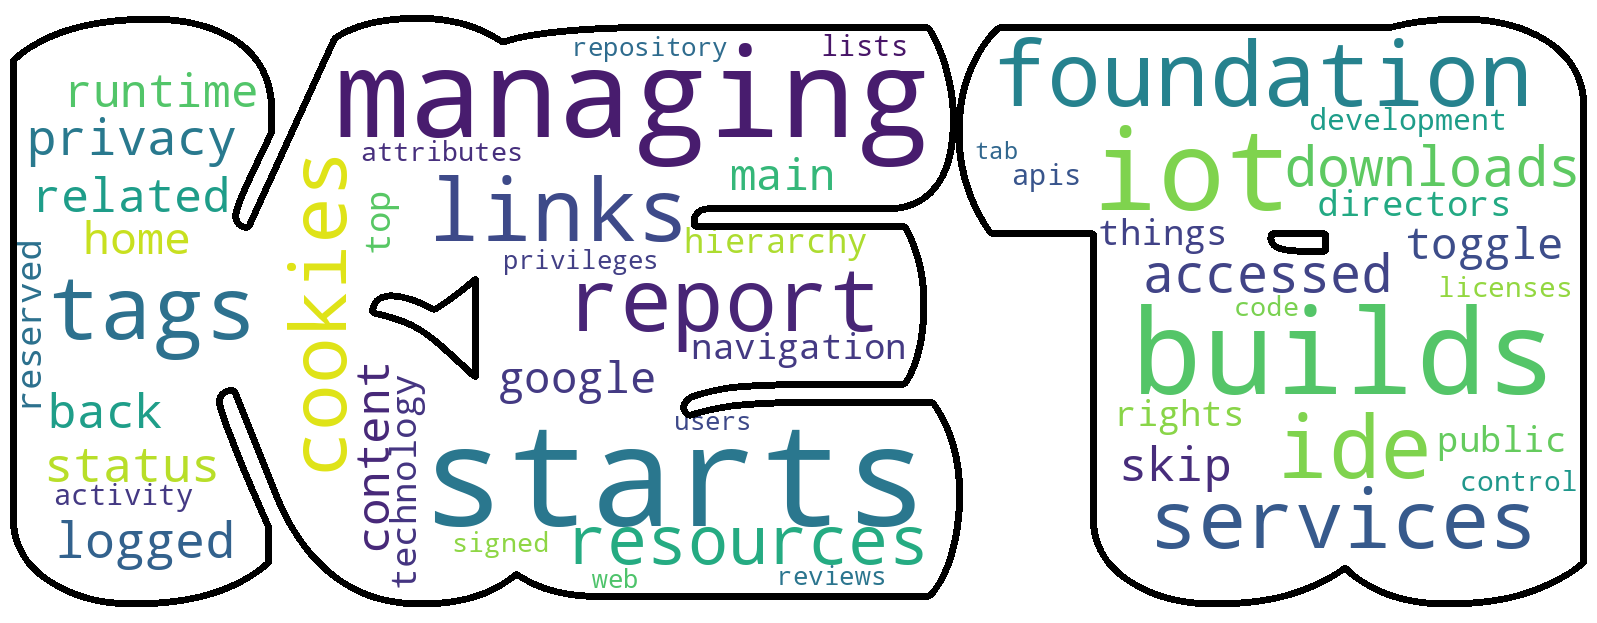 runtime
privacy
related
home
reserved
tags
back
status
activity
logged
repository
lists
managing
attributes
main
cookies
top
links
hierarchy
privileges
report
navigation
google
content
technology
users
starts
signed
resources
web
reviews
foundation
development
tab
iot
downloads
apis
directors
things
toggle
accessed
licenses
code
builds
rights
ide
public
skip
control
services